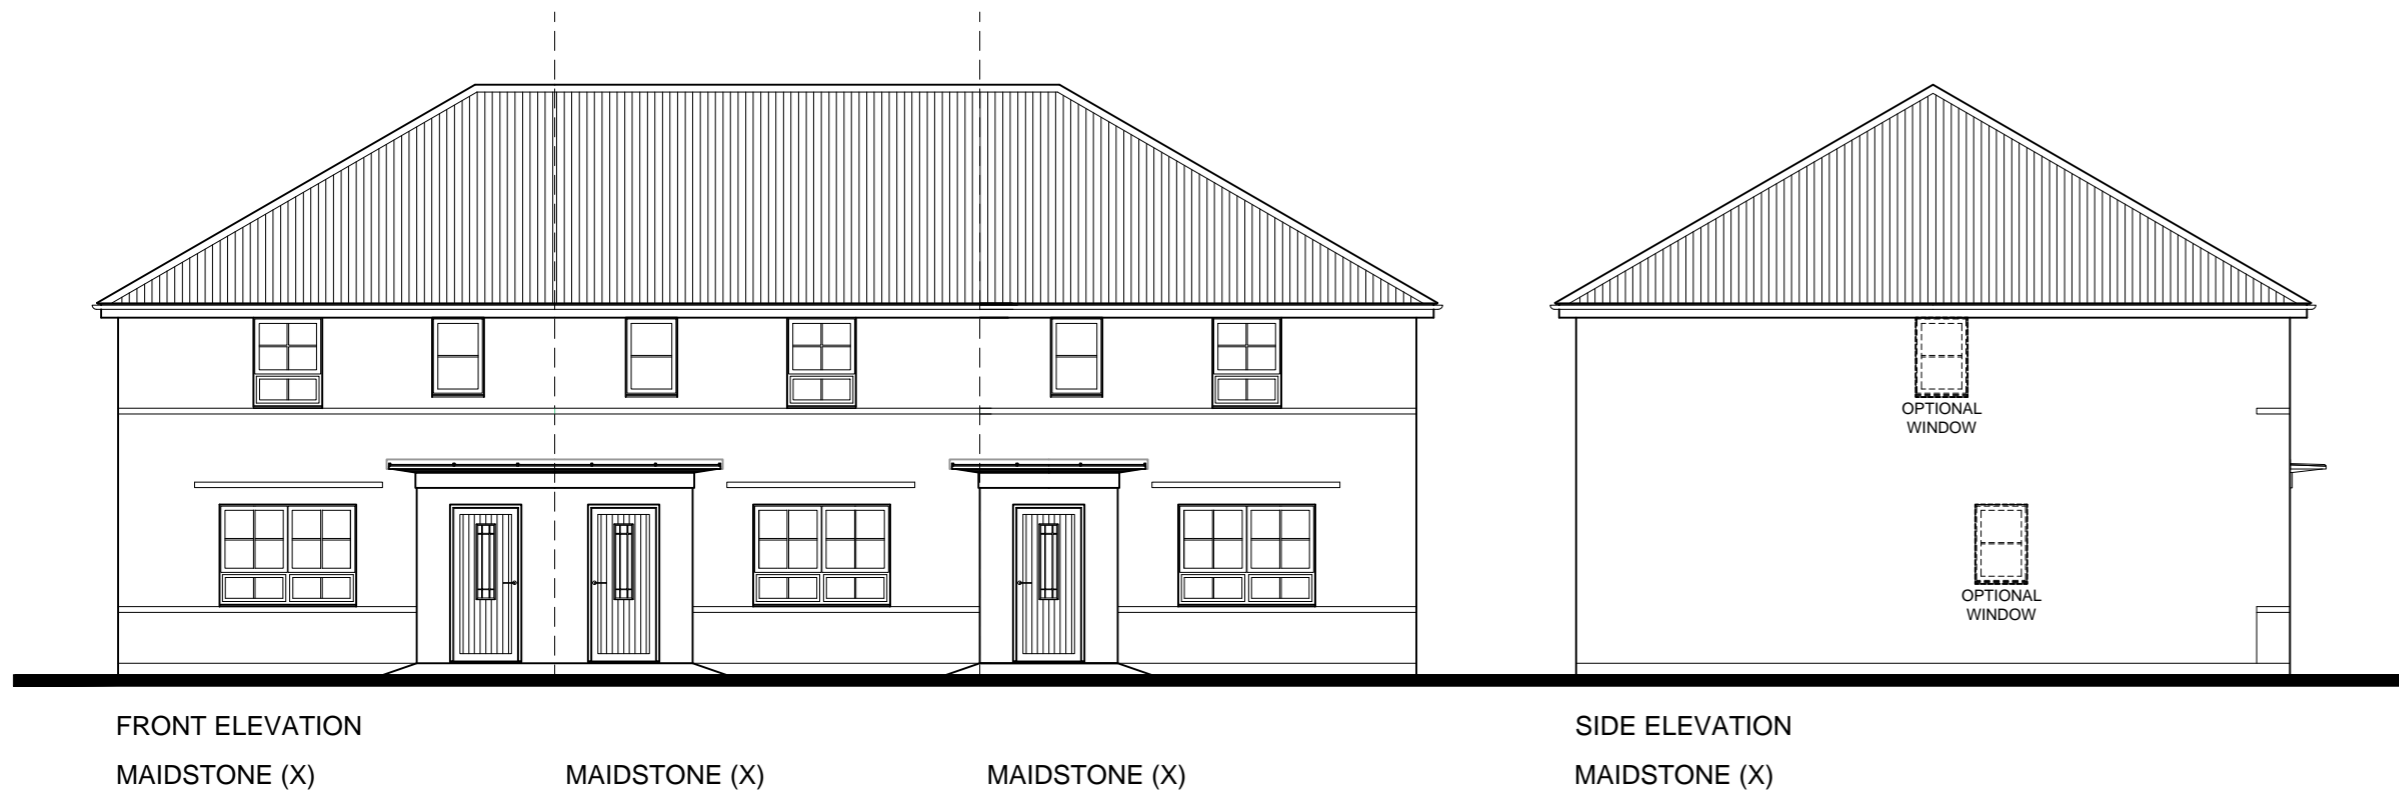 OPTIONAL
WINDOW
OPTIONAL
WINDOW
FRONT ELEVATION
MAIDSTONE (X)
MAIDSTONE (X)
MAIDSTONE (X)
SIDE ELEVATION
MAIDSTONE (X)